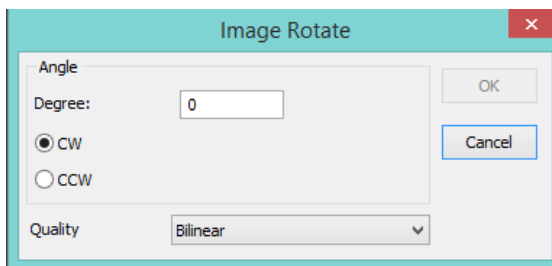 Image Rotate
Angle
Degree: 0
OK
CW
Cancel
CCW
Quality Bilinear